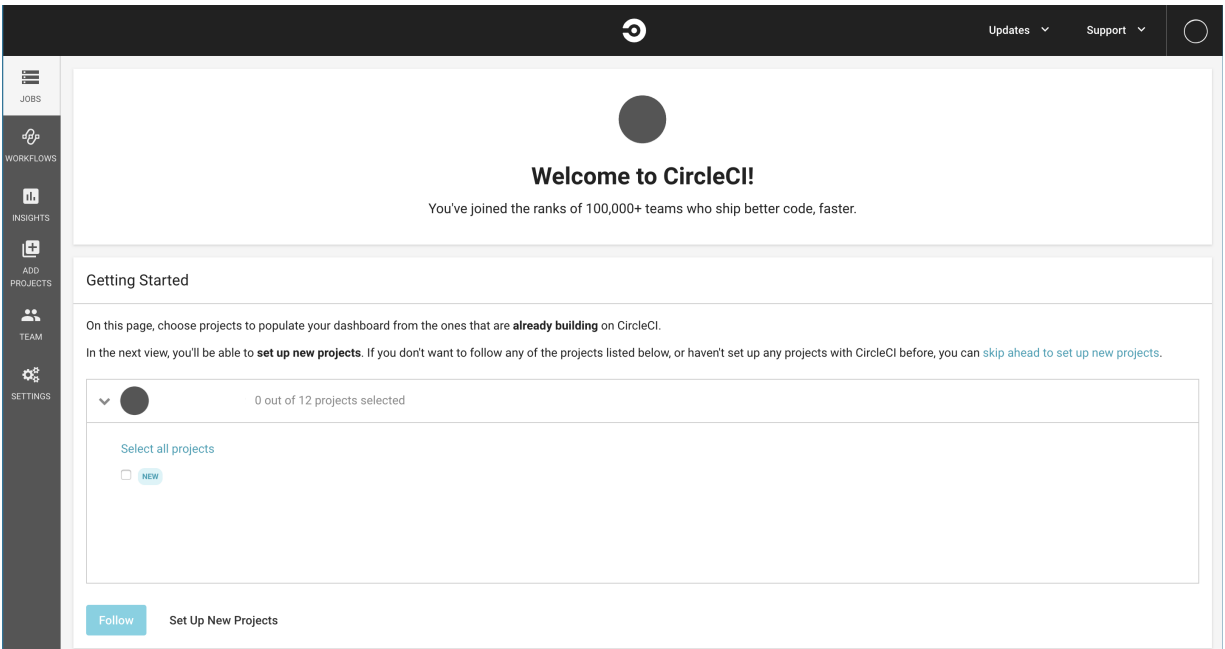 Updates
Support
JOBS
WORKFLOWS
INSIGHTS
ADD
PROJECTS
TEAM
SETTINGS
Welcome to CircleCI!
You've joined the ranks of 100,000+ teams who ship better code, faster.
Getting Started
On this page, choose projects to populate your dashboard from the ones that are already building on CircleCI.
In the next view, you'll be able to set up new projects. If you don't want to follow any of the projects listed below, or haven't set up any projects with CircleCI before, you can skip ahead to set up new projects.
0 out of 12 projects selected
Select all projects
NEW
Follow
Set Up New Projects